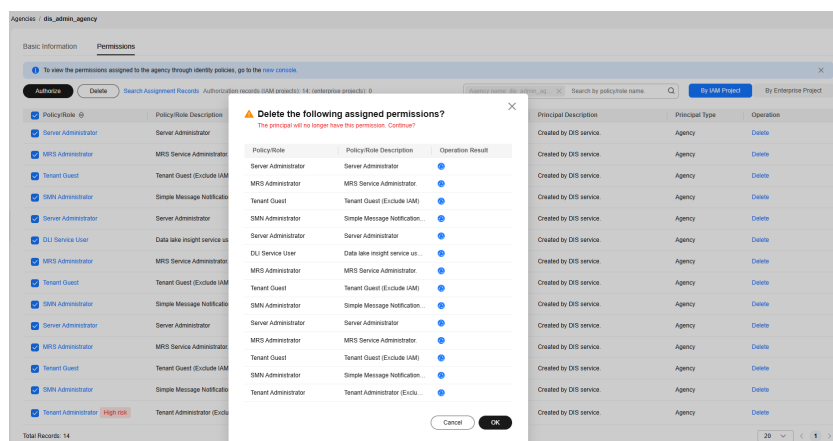 Agencies / dis_admin_agency
Basic Information Permissions
To view the permissions assigned to the agency through identity policies, go to the new console.
Authorize Delete Search Assignment Records Authorization records (IAM projects): 14; (enterprise projects): 0 Agency name: dis_admin_ag... Search by policy/role name. By IAM Project By Enterprise Project
Policy/Role Policy/Role Description Principal Description Principal Type Operation
Server Administrator Server Administrator Created by DIS service. Agency Delete
MRS Administrator MRS Service Administrator. Created by DIS service. Agency Delete
Tenant Guest Tenant Guest (Exclude IAM Created by DIS service. Agency Delete
SMN Administrator Simple Message Notificatio Created by DIS service. Agency Delete
Server Administrator Server Administrator Created by DIS service. Agency Delete
DLI Service User Data lake insight service us Created by DIS service. Agency Delete
MRS Administrator MRS Service Administrator. Created by DIS service. Agency Delete
Tenant Guest Tenant Guest (Exclude IAM Created by DIS service. Agency Delete
SMN Administrator Simple Message Notificatio Created by DIS service. Agency Delete
Server Administrator Server Administrator Created by DIS service. Agency Delete
MRS Administrator MRS Service Administrator. Created by DIS service. Agency Delete
Tenant Guest Tenant Guest (Exclude IAM Created by DIS service. Agency Delete
SMN Administrator Simple Message Notificatio Created by DIS service. Agency Delete
Tenant Administrator High risk Tenant Administrator (Exclu Created by DIS service. Agency Delete
Total Records: 14 20 1
Delete the following assigned permissions?
The principal will no longer have this permission. Continue?
Policy/Role Policy/Role Description Operation Result
Server Administrator Server Administrator
MRS Administrator MRS Service Administrator.
Tenant Guest Tenant Guest (Exclude IAM)
SMN Administrator Simple Message Notification...
Server Administrator Server Administrator
DLI Service User Data lake insight service us...
MRS Administrator MRS Service Administrator.
Tenant Guest Tenant Guest (Exclude IAM)
SMN Administrator Simple Message Notification...
Server Administrator Server Administrator
MRS Administrator MRS Service Administrator.
Tenant Guest Tenant Guest (Exclude IAM)
SMN Administrator Simple Message Notification...
Tenant Administrator Tenant Administrator (Exclu...
Cancel OK